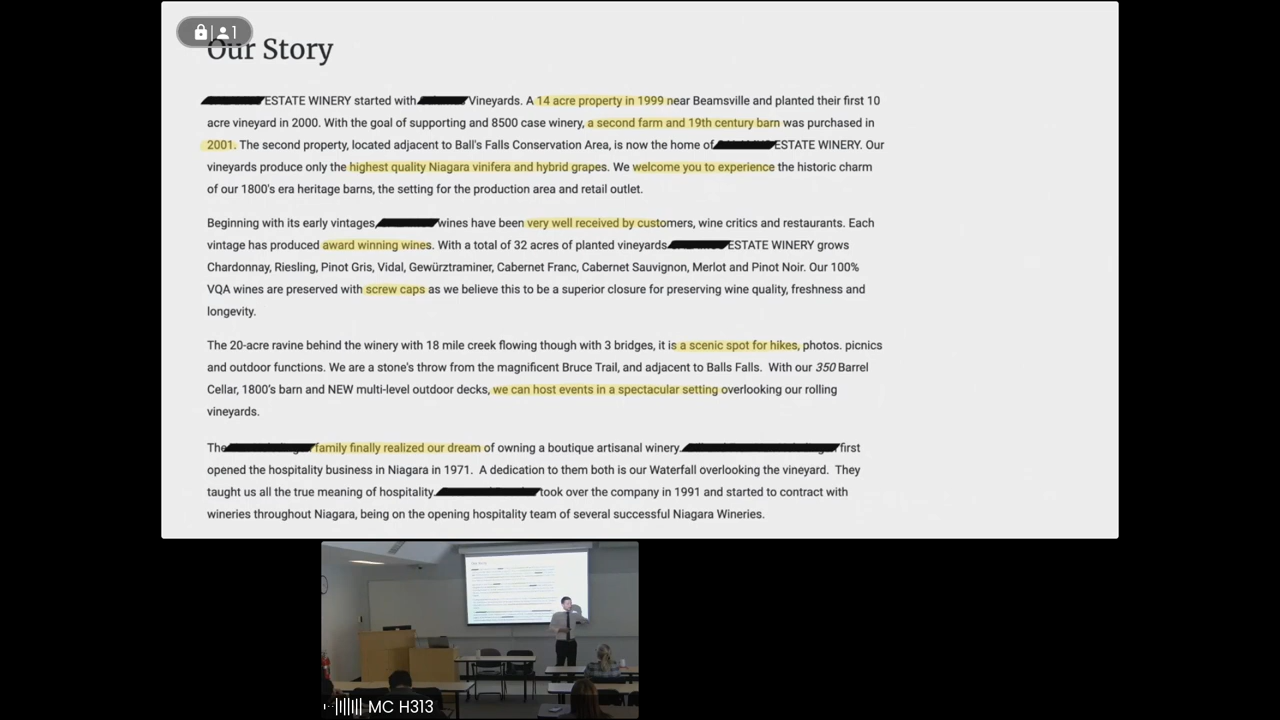 1
Our Story
ESTATE WINERY started with Vineyards. A 14 acre property in 1999 near Beamsville and planted their first 10
acre vineyard in 2000. With the goal of supporting and 8500 case winery, a second farm and 19th century barn was purchased in
2001. The second property, located adjacent to Ball's Falls Conservation Area, is now the home of ESTATE WINERY. Our
vineyards produce only the highest quality Niagara vinifera and hybrid grapes. We welcome you to experience the historic charm
of our 1800's era heritage barns, the setting for the production area and retail outlet.
Beginning with its early vintages, wines have been very well received by customers, wine critics and restaurants. Each
vintage has produced award winning wines. With a total of 32 acres of planted vineyards ESTATE WINERY grows
Chardonnay, Riesling, Pinot Gris, Vidal, Gewürztraminer, Cabernet Franc, Cabernet Sauvignon, Merlot and Pinot Noir. Our 100%
VQA wines are preserved with screw caps as we believe this to be a superior closure for preserving wine quality, freshness and
longevity.
The 20-acre ravine behind the winery with 18 mile creek flowing though with 3 bridges, it is a scenic spot for hikes, photos. picnics
and outdoor functions. We are a stone's throw from the magnificent Bruce Trail, and adjacent to Balls Falls. With our 350 Barrel
Cellar, 1800's barn and NEW multi-level outdoor decks, we can host events in a spectacular setting overlooking our rolling
vineyards.
The family finally realized our dream of owning a boutique artisanal winery. first
opened the hospitality business in Niagara in 1971. A dedication to them both is our Waterfall overlooking the vineyard. They
taught us all the true meaning of hospitality. took over the company in 1991 and started to contract with
wineries throughout Niagara, being on the opening hospitality team of several successful Niagara Wineries.
MC H313